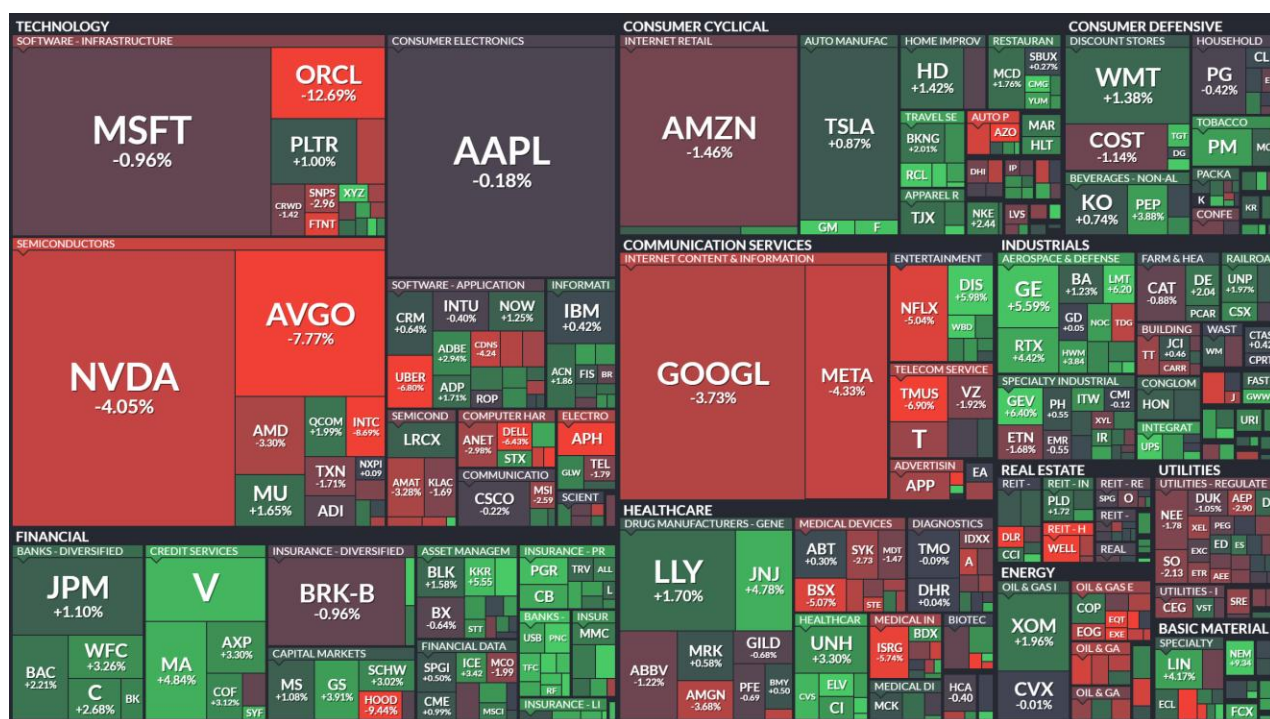 TECHNOLOGY
SOFTWARE - INFRASTRUCTURE
MSFT
-0.96%
ORCL
-12.69%
PLTR
+1.00%
CRWD
-1.42
SNPS
-2.96
XYZ
FTNT
CONSUMER ELECTRONICS
AAPL
-0.18%
SEMICONDUCTORS
NVDA
-4.05%
AVGO
-7.77%
AMD
-3.30%
QCOM
+1.99%
INTC
-8.69%
MU
+1.65%
TXN
-1.71%
NXPI
+0.09
ADI
SOFTWARE - APPLICATION
CRM
+0.64%
INTU
-0.40%
NOW
+1.25%
UBER
-6.80%
ADBE
+2.94%
CDNS
-4.24
ADP
+1.71%
ROP
INFORMATI
IBM
+0.42%
ACN
+1.86
FIS
BR
SEMICOND
LRCX
AMAT
-3.28%
KLAC
-1.69
COMPUTER HAR
ANET
-2.98%
DELL
-6.43%
STX
COMMUNICATIO
CSCO
-0.22%
MSI
-2.59
ELECTRO
APH
GLW
TEL
-1.79
SCIENT
CONSUMER CYCLICAL
INTERNET RETAIL
AMZN
-1.46%
AUTO MANUFAC
TSLA
+0.87%
GM
F
HOME IMPROV
HD
+1.42%
RESTAURAN
MCD
+1.76%
SBUX
+0.27%
CMG
YUM
TRAVEL SE
BKNG
+2.01%
RCL
AUTO P
AZO
MAR
HLT
DHI
IP
APPAREL R
TJX
NKE
+2.44
LVS
CONSUMER DEFENSIVE
DISCOUNT STORES
WMT
+1.38%
COST
-1.14%
TGT
DG
HOUSEHOLD
PG
-0.42%
CL
E
TOBACCO
PM
MO
BEVERAGES - NON-AL
KO
+0.74%
PEP
+3.88%
PACKA
K
KR
CONFE
COMMUNICATION SERVICES
INTERNET CONTENT & INFORMATION
GOOGL
-3.73%
META
-4.33%
ENTERTAINMENT
NFLX
-5.04%
DIS
+5.98%
WBD
TELECOM SERVICE
TMUS
-6.90%
VZ
-1.92%
T
ADVERTISIN
APP
EA
INDUSTRIALS
AEROSPACE & DEFENSE
GE
+5.59%
BA
+1.23%
LMT
+6.20
RTX
+4.42%
GD
+0.05
NOC
TDG
HWM
+3.84
FARM & HEA
CAT
-0.88%
DE
+2.04
PCAR
RAILROA
UNP
+1.97%
CSX
BUILDING
TT
JCI
+0.46
CARR
WAST
WM
CTAS
+0.42
CPRT
SPECIALTY INDUSTRIAL
GEV
+6.40%
PH
+0.55
ITW
CMI
-0.12
ETN
-1.68%
EMR
-0.55
XYL
IR
CONGLOM
HON
INTEGRAT
UPS
J
FAST
GWW
URI
REAL ESTATE
REIT -
DLR
CCI
REIT - IN
PLD
+1.72
REIT - H
WELL
REIT - RE
SPG
O
REIT -
REAL
UTILITIES
UTILITIES - REGULATE
NEE
-1.78
DUK
-1.05%
AEP
-2.90
D
XEL
PEG
SO
-2.13
EXC
ED
ES
ETR
AEE
UTILITIES - I
CEG
VST
SRE
FINANCIAL
BANKS - DIVERSIFIED
JPM
+1.10%
BAC
+2.21%
WFC
+3.26%
C
+2.68%
BK
CREDIT SERVICES
V
MA
+4.84%
AXP
+3.30%
COF
+3.12%
SYF
INSURANCE - DIVERSIFIED
BRK-B
-0.96%
CAPITAL MARKETS
MS
+1.08%
GS
+3.91%
SCHW
+3.02%
HOOD
-9.44%
ASSET MANAGEM
BLK
+1.58%
KKR
+5.55
BX
-0.64%
STT
FINANCIAL DATA
SPGI
+0.50%
ICE
+3.42
MCO
-1.99
CME
+0.99%
MSCI
INSURANCE - PR
PGR
TRV
ALL
CB
L
BANKS -
USB
PNC
TFC
RF
INSUR
MMC
INSURANCE - LI
HEALTHCARE
DRUG MANUFACTURERS - GENE
LLY
+1.70%
JNJ
+4.78%
ABBV
-1.22%
MRK
+0.58%
GILD
-0.68%
AMGN
-3.68%
PFE
-0.69
BMY
+0.50
MEDICAL DEVICES
ABT
+0.30%
SYK
-2.73
MDT
-1.47
BSX
-5.07%
STE
DIAGNOSTICS
TMO
-0.09%
IDXX
A
DHR
+0.04%
HEALTHCAR
UNH
+3.30%
CVS
ELV
CI
MEDICAL IN
ISRG
-5.74%
BDX
BIOTEC
MEDICAL DI
MCK
HCA
-0.40
ENERGY
OIL & GAS I
XOM
+1.96%
CVX
-0.01%
OIL & GAS E
COP
EOG
EQT
EXE
OIL & GA
OIL & GA
BASIC MATERIAL
SPECIALTY
LIN
+4.17%
ECL
NEM
+9.34
FCX